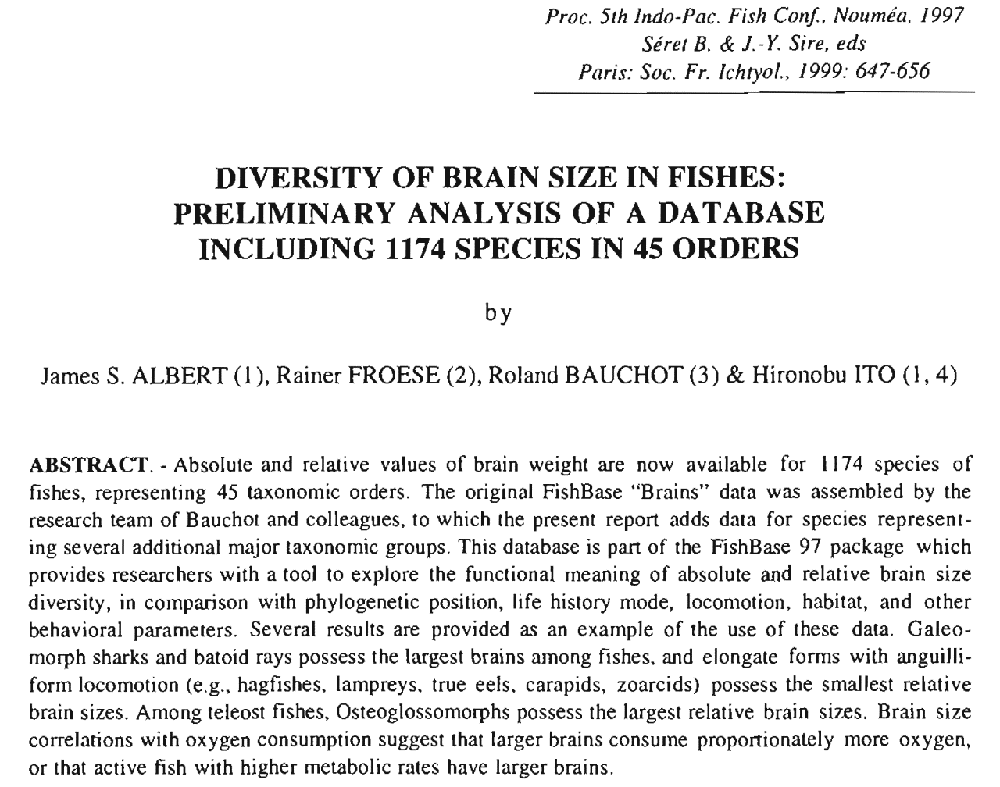 Proc. 5th Indo-Pac. Fish Conf., Nouméa, 1997
Séret B. & J.-Y. Sire, eds
Paris: Soc. Fr. Ichtyol., 1999: 647-656
DIVERSITY OF BRAIN SIZE IN FISHES:
PRELIMINARY ANALYSIS OF A DATABASE
INCLUDING 1174 SPECIES IN 45 ORDERS
by
James S. ALBERT (1), Rainer FROESE (2), Roland BAUCHOT (3) & Hironobu ITO (1, 4)
ABSTRACT. - Absolute and relative values of brain weight are now available for 1174 species of
fishes, representing 45 taxonomic orders. The original FishBase “Brains” data was assembled by the
research team of Bauchot and colleagues, to which the present report adds data for species represent-
ing several additional major taxonomic groups. This database is part of the FishBase 97 package which
provides researchers with a tool to explore the functional meaning of absolute and relative brain size
diversity, in comparison with phylogenetic position, life history mode, locomotion, habitat, and other
behavioral parameters. Several results are provided as an example of the use of these data. Galeo-
morph sharks and batoid rays possess the largest brains among fishes, and elongate forms with anguilli-
form locomotion (e.g., hagfishes, lampreys, true eels, carapids, zoarcids) possess the smallest relative
brain sizes. Among teleost fishes, Osteoglossomorphs possess the largest relative brain sizes. Brain size
correlations with oxygen consumption suggest that larger brains consume proportionately more oxygen,
or that active fish with higher metabolic rates have larger brains.